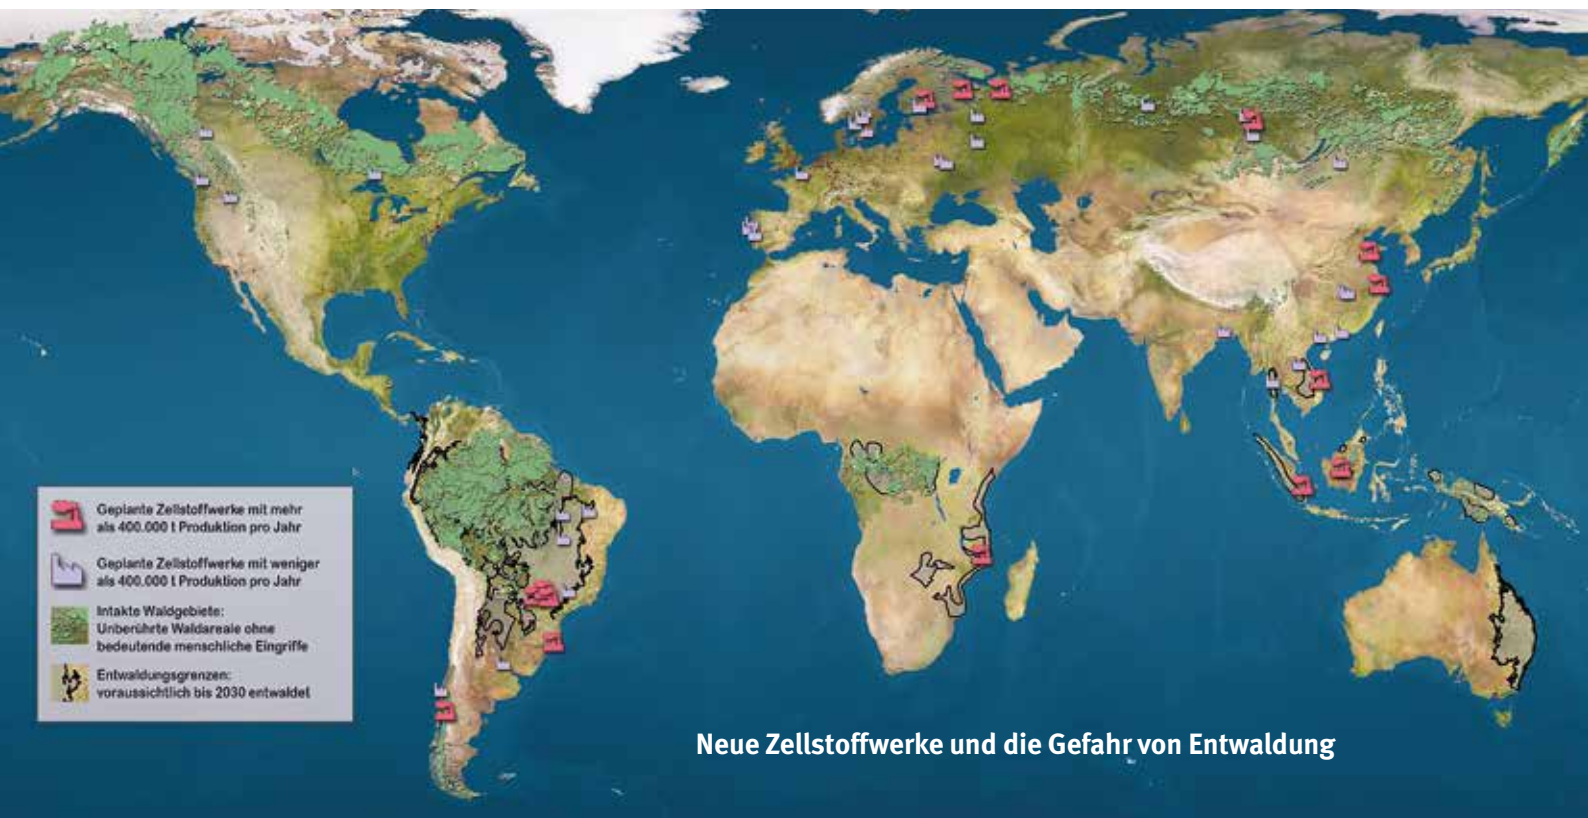 Geplante Zellstoffwerke mit mehr
als 400.000 t Produktion pro Jahr
Geplante Zellstoffwerke mit weniger
als 400.000 t Produktion pro Jahr
Intakte Waldgebiete:
Unberührte Waldareale ohne
bedeutende menschliche Eingriffe
Entwaldungsgrenzen:
voraussichtlich bis 2030 entwaldet
Neue Zellstoffwerke und die Gefahr von Entwaldung